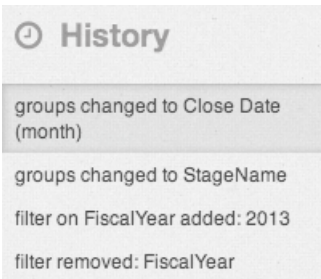 History
groups changed to Close Date
(month)
groups changed to StageName
filter on FiscalYear added: 2013
filter removed: FiscalYear